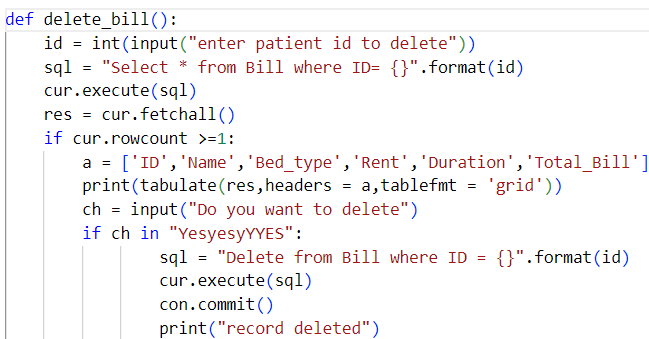 def delete_bill():
    id = int(input("enter patient id to delete"))
    sql = "Select * from Bill where ID= {}".format(id)
    cur.execute(sql)
    res = cur.fetchall()
    if cur.rowcount >=1:
        a = ['ID','Name','Bed_type','Rent','Duration','Total_Bill']
        print(tabulate(res,headers = a,tablefmt = 'grid'))
        ch = input("Do you want to delete")
        if ch in "YesyesyYYES":
                sql = "Delete from Bill where ID = {}".format(id)
                cur.execute(sql)
                con.commit()
                print("record deleted")